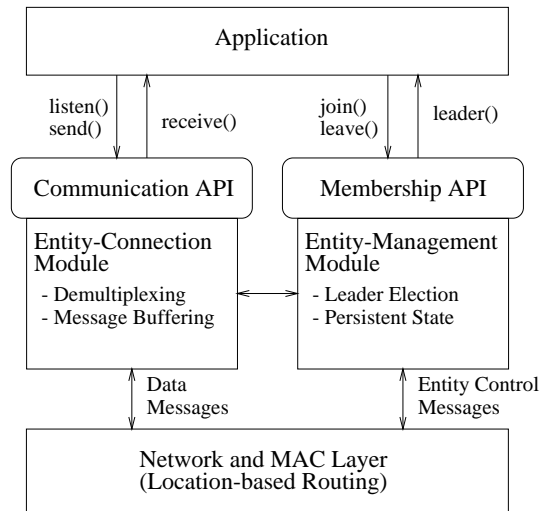 Application
listen()
send()
receive()
join()
leave()
leader()
Communication API
Membership API
Entity-Connection
Module
- Demultiplexing
- Message Buffering
Entity-Management
Module
- Leader Election
- Persistent State
Data
Messages
Entity Control
Messages
Network and MAC Layer
(Location-based Routing)